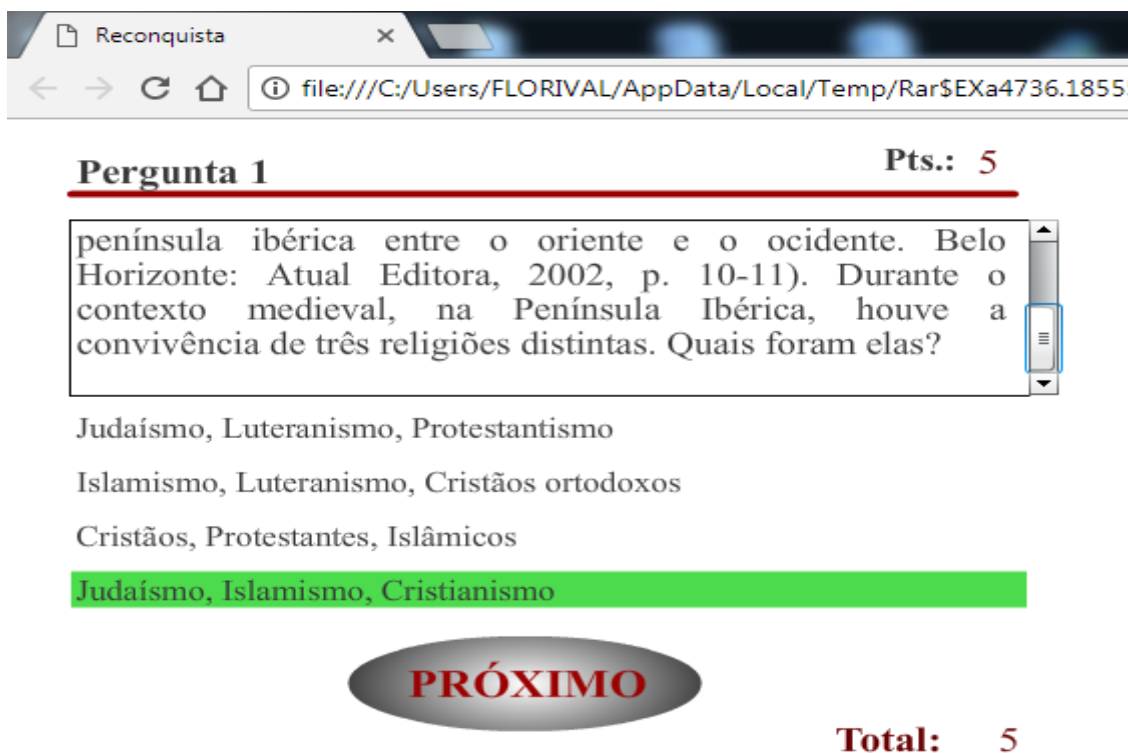 Reconquista
file:///C:/Users/FLORIVAL/AppData/Local/Temp/Rar$EXa4736.1855
Pergunta 1
Pts.: 5
península ibérica entre o oriente e o ocidente. Belo
Horizonte: Atual Editora, 2002, p. 10-11). Durante o
contexto medieval, na Península Ibérica, houve a
convivência de três religiões distintas. Quais foram elas?
Judaísmo, Luteranismo, Protestantismo
Islamismo, Luteranismo, Cristãos ortodoxos
Cristãos, Protestantes, Islâmicos
Judaísmo, Islamismo, Cristianismo
PRÓXIMO
Total: 5